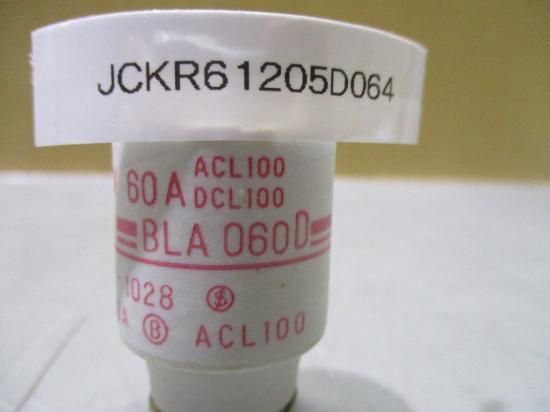 JCKR61205D064
60A ACL100
DCL100
BLA 060D
1028
B ACL100